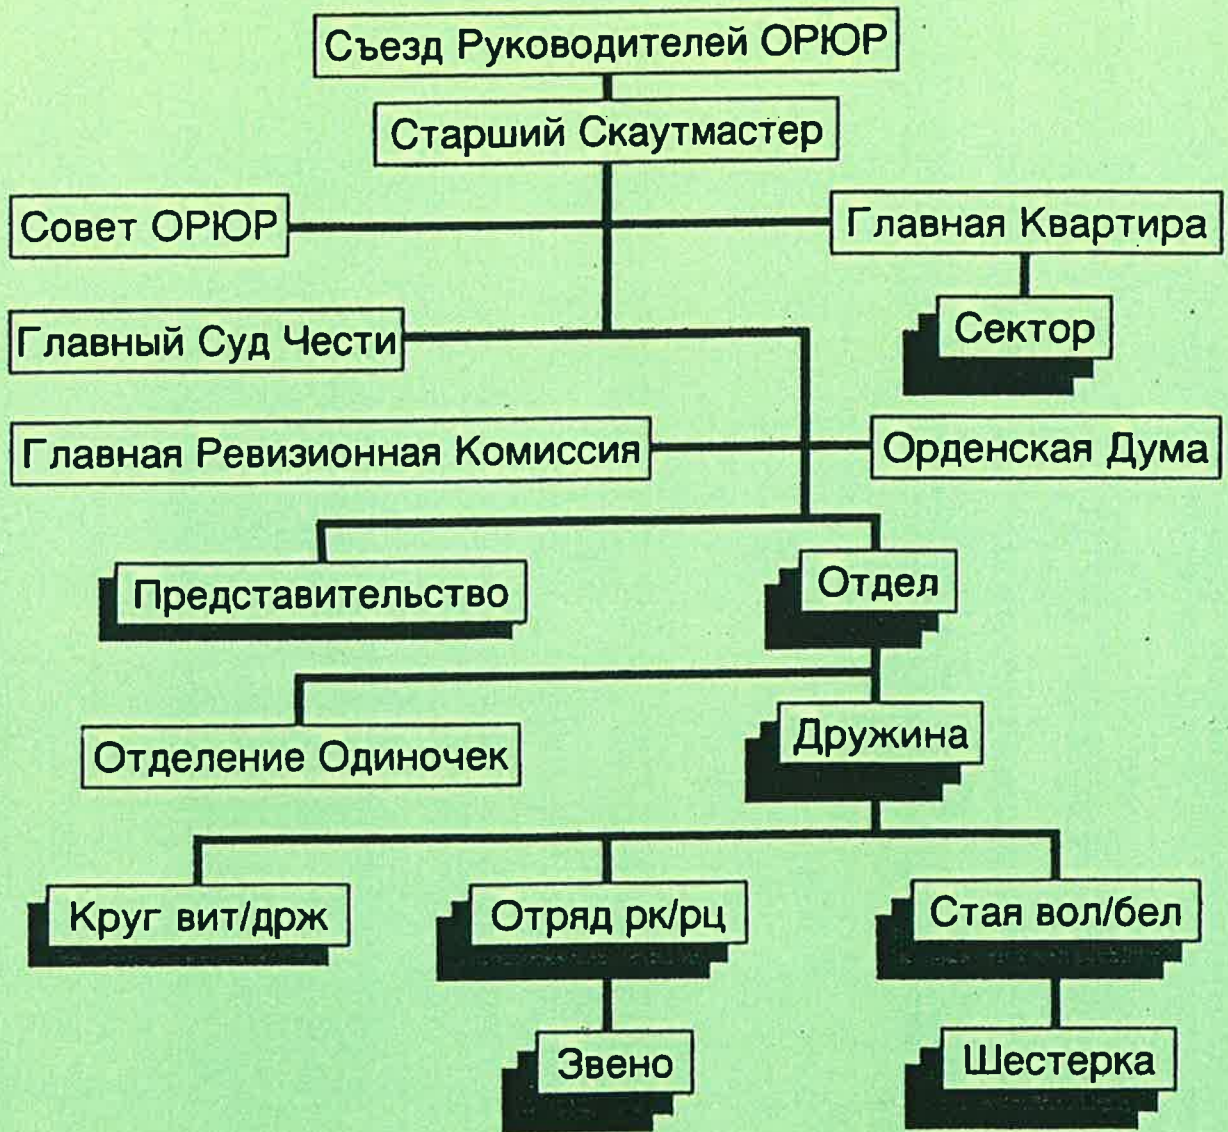 Съезд Руководителей ОРЮР
Старший Скаутмастер
Совет ОРЮР
Главная Квартира
Сектор
Главный Суд Чести
Главная Ревизионная Комиссия
Орденская Дума
Представительство
Отдел
Отделение Одиночек
Дружина
Круг вит/држ
Отряд рк/рц
Стая вол/бел
Звено
Шестерка